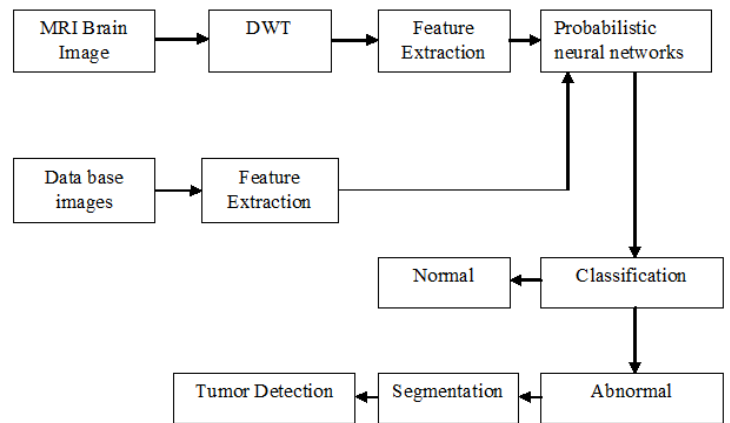 MRI Brain
Image
DWT
Feature
Extraction
Probabilistic
neural networks
Data base
images
Feature
Extraction
Normal
Classification
Tumor Detection
Segmentation
Abnormal